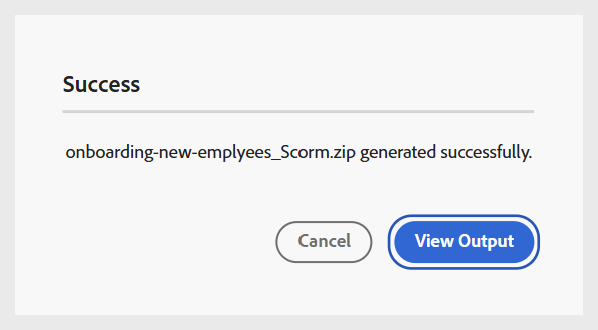 Success
onboarding-new-emplyees_Scorm.zip generated successfully.
Cancel
View Output